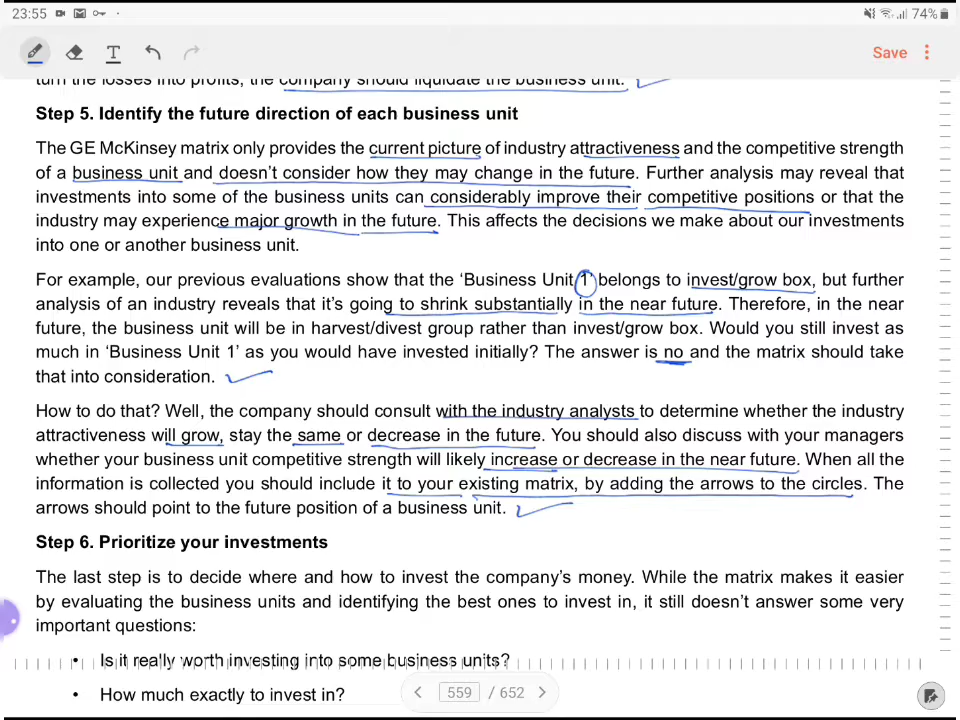 23:55
74%
T
Save
turn the losses into profits, the company should liquidate the business unit.
Step 5. Identify the future direction of each business unit
The GE McKinsey matrix only provides the current picture of industry attractiveness and the competitive strength
of a business unit and doesn’t consider how they may change in the future. Further analysis may reveal that
investments into some of the business units can considerably improve their competitive positions or that the
industry may experience major growth in the future. This affects the decisions we make about our investments
into one or another business unit.
For example, our previous evaluations show that the ‘Business Unit 1’ belongs to invest/grow box, but further
analysis of an industry reveals that it’s going to shrink substantially in the near future. Therefore, in the near
future, the business unit will be in harvest/divest group rather than invest/grow box. Would you still invest as
much in ‘Business Unit 1’ as you would have invested initially? The answer is no and the matrix should take
that into consideration.
How to do that? Well, the company should consult with the industry analysts to determine whether the industry
attractiveness will grow, stay the same or decrease in the future. You should also discuss with your managers
whether your business unit competitive strength will likely increase or decrease in the near future. When all the
information is collected you should include it to your existing matrix, by adding the arrows to the circles. The
arrows should point to the future position of a business unit.
Step 6. Prioritize your investments
The last step is to decide where and how to invest the company’s money. While the matrix makes it easier
by evaluating the business units and identifying the best ones to invest in, it still doesn’t answer some very
important questions:
• Is it really worth investing into some business units?
• How much exactly to invest in?
559 / 652